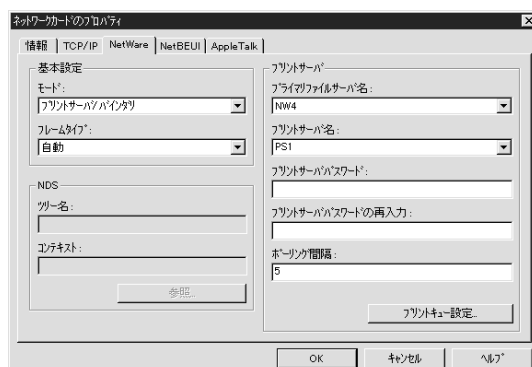 ﾈｯﾄﾜｰｸｶｰﾄﾞのﾌﾟﾛﾊﾟﾃｨ
情報
TCP/IP
NetWare
NetBEUI
AppleTalk
基本設定
ﾓｰﾄﾞ:
ﾌﾟﾘﾝﾄｻｰﾊﾞ/ﾊﾞｲﾝﾀﾞﾘ
ﾌﾚｰﾑﾀｲﾌﾟ:
自動
NDS
ﾂﾘｰ名:
ｺﾝﾃｷｽﾄ:
参照...
ﾌﾟﾘﾝﾄｻｰﾊﾞ
ﾌﾟﾗｲﾏﾘﾌｧｲﾙｻｰﾊﾞ名:
NW4
ﾌﾟﾘﾝﾄｻｰﾊﾞ名:
PS1
ﾌﾟﾘﾝﾄｻｰﾊﾞﾊﾟｽﾜｰﾄﾞ:
ﾌﾟﾘﾝﾄｻｰﾊﾞﾊﾟｽﾜｰﾄﾞの再入力:
ﾎﾟｰﾘﾝｸﾞ間隔:
5
ﾌﾟﾘﾝﾄｷｭｰ設定...
OK
ｷｬﾝｾﾙ
ﾍﾙﾌﾟ